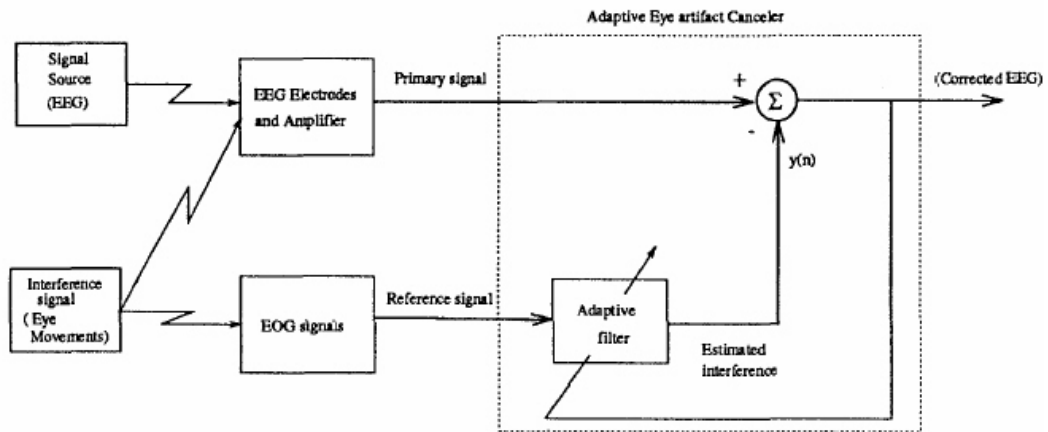 Adaptive Eye artifact Canceler
Signal
Source
(EEG)
EEG Electrodes
and Amplifier
Primary signal
+
Σ
-
(Corrected EEG)
y(n)
Interference
signal
( Eye
Movements)
EOG signals
Reference signal
Adaptive
filter
Estimated
interference